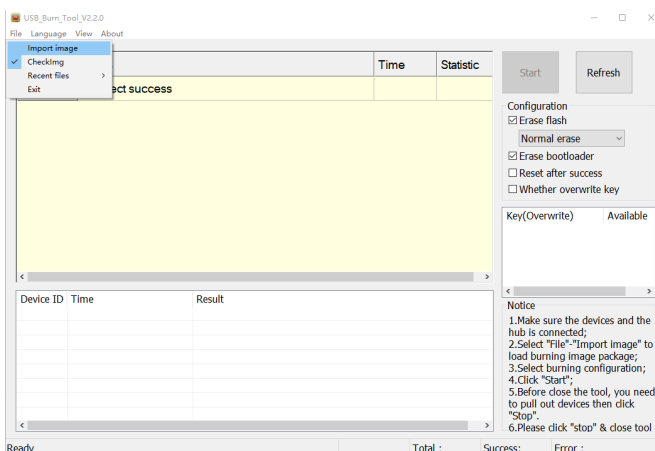 USB_Burn_Tool_V2.2.0
File Language View About
Import image
CheckImg
Recent files >
Exit
Time Statistic
ect success
Start Refresh
Configuration
Erase flash
Normal erase
Erase bootloader
Reset after success
Whether overwrite key
Key(Overwrite) Available
Device ID Time Result
Notice
1.Make sure the devices and the
hub is connected;
2.Select "File"-"Import image" to
load burning image package;
3.Select burning configuration;
4.Click "Start";
5.Before close the tool, you need
to pull out devices then click
"Stop".
6.Please click "stop" & close tool
Ready Total : Success: Error :